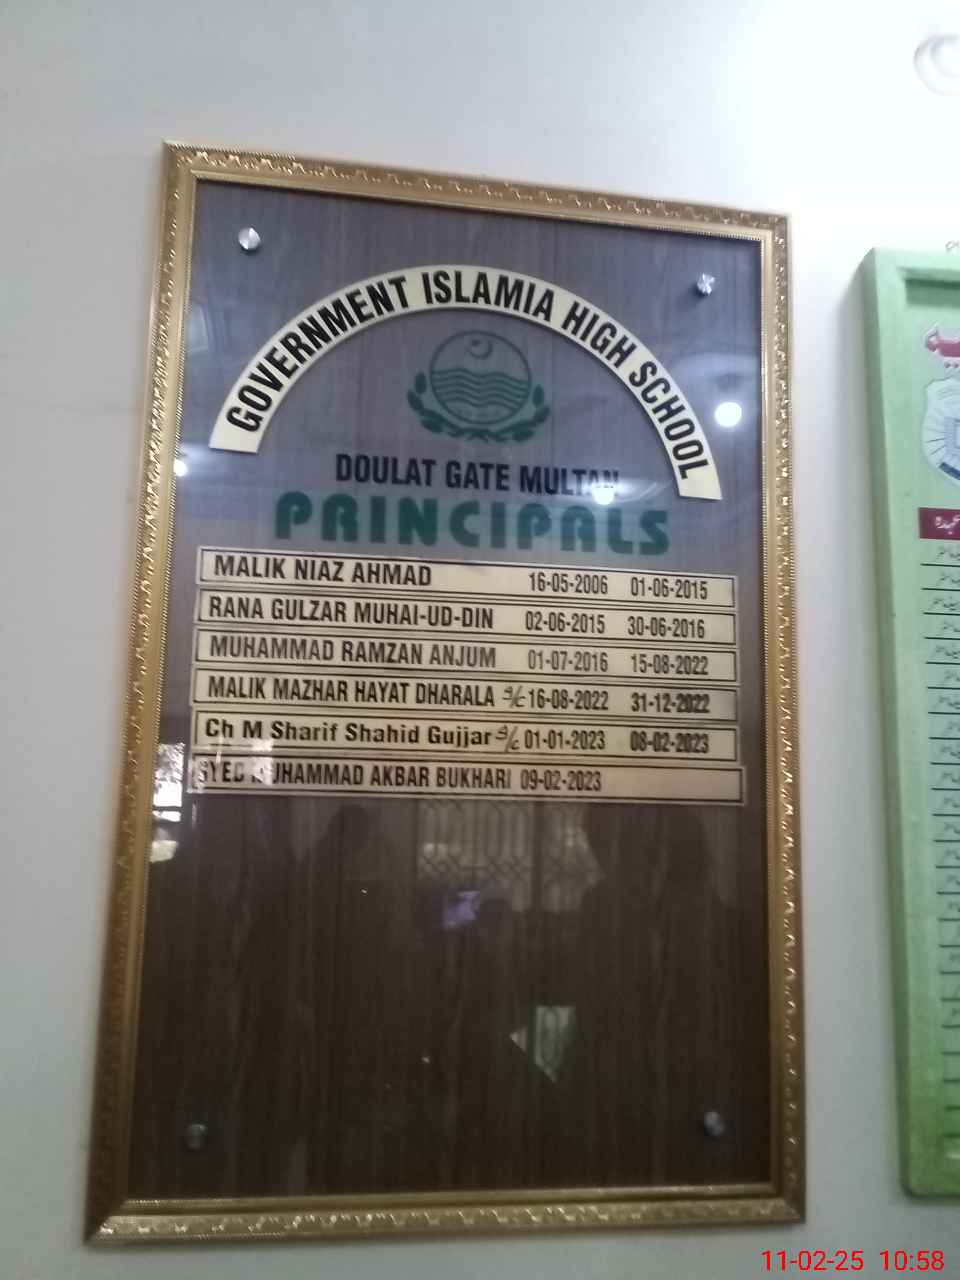 GOVERNMENT ISLAMIA HIGH SCHOOL
DOULAT GATE MULTAN
PRINCIPALS
MALIK NIAZ AHMAD 16-05-2006 01-06-2015
RANA GULZAR MUHAI-UD-DIN 02-06-2015 30-06-2016
MUHAMMAD RAMZAN ANJUM 01-07-2016 15-08-2022
MALIK MAZHAR HAYAT DHARALA 16-08-2022 31-12-2022
Ch M Sharif Shahid Gujjar 01-01-2023 08-02-2023
SYED MUHAMMAD AKBAR BUKHARI 09-02-2023
عہدہ
11-02-25 10:58